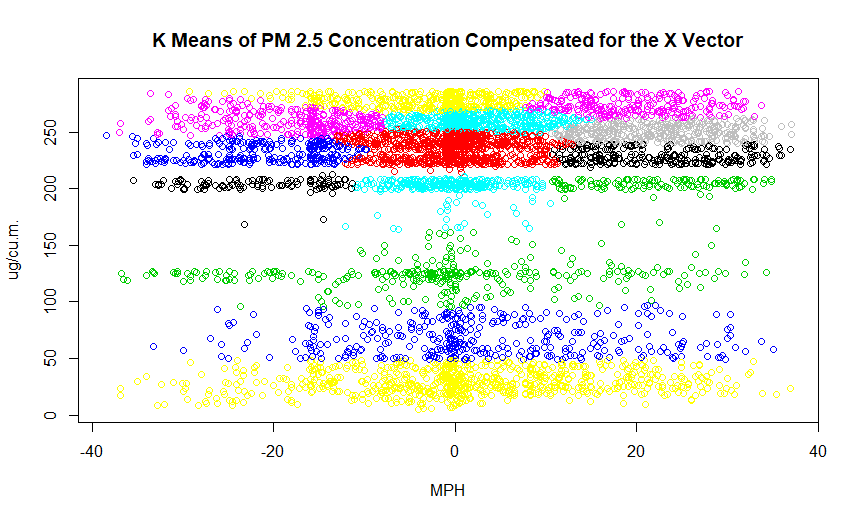 K Means of PM 2.5 Concentration Compensated for the X Vector
ug/cu.m.
250
200
150
100
50
0
-40 -20 0 20 40
MPH